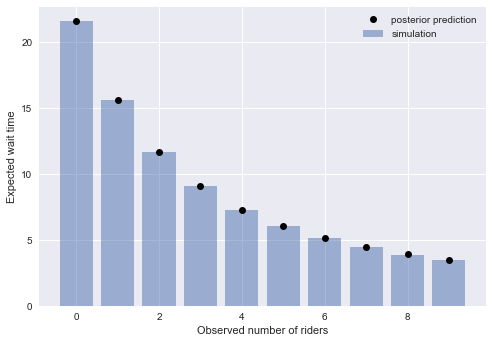 posterior prediction
simulation
Expected wait time
20
15
10
5
0
0 2 4 6 8
Observed number of riders